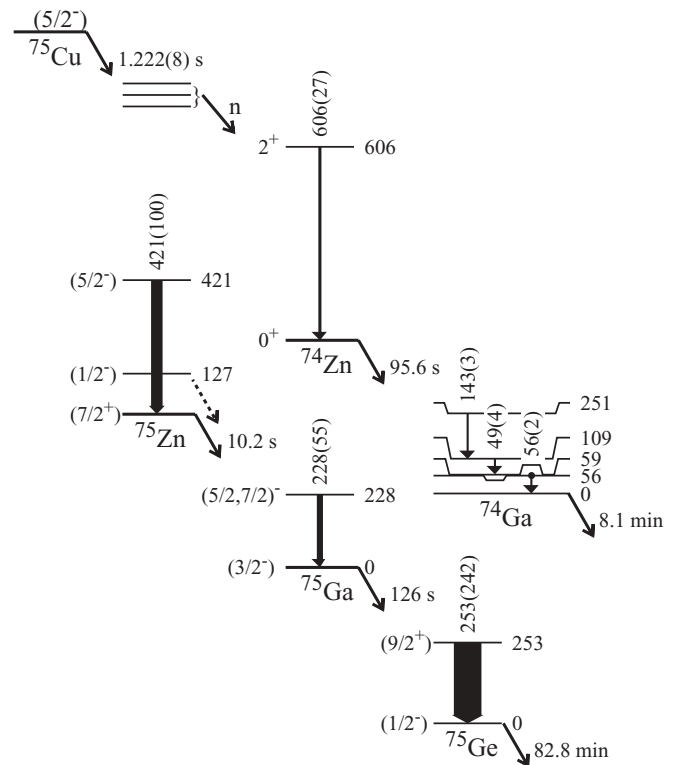 (5/2⁻)
⁷⁵Cu
1.222(8) s
n
606(27)
2⁺ 606
421(100)
(5/2⁻) 421
0⁺
⁷⁴Zn
95.6 s
(1/2⁻) 127
(7/2⁺)
⁷⁵Zn
10.2 s
143(3)
49(4)
56(2)
251
109
59
56
0
⁷⁴Ga
8.1 min
228(55)
(5/2,7/2)⁻ 228
(3/2⁻) 0
⁷⁵Ga
126 s
253(242)
(9/2⁺) 253
(1/2⁻) 0
⁷⁵Ge
82.8 min